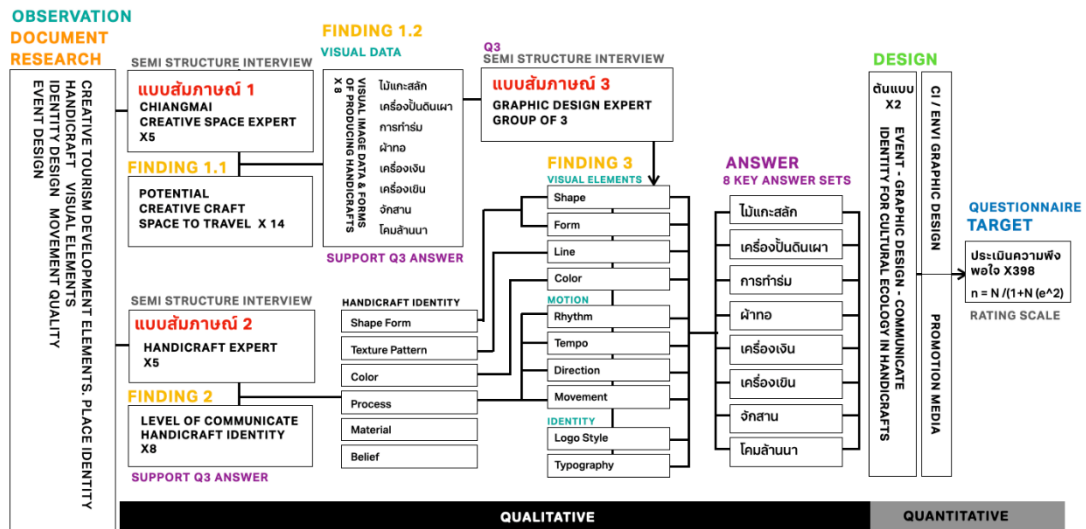 OBSERVATION
DOCUMENT
RESEARCH
CREATIVE TOURISM DEVELOPMENT ELEMENTS. PLACE IDENTITY
HANDICRAFT VISUAL ELEMENTS
IDENTITY DESIGN MOVEMENT QUALITY
EVENT DESIGN
SEMI STRUCTURE INTERVIEW
แบบสัมภาษณ์ 1
CHIANGMAI
CREATIVE SPACE EXPERT
X5
FINDING 1.1
POTENTIAL
CREATIVE CRAFT
SPACE TO TRAVEL X 14
SEMI STRUCTURE INTERVIEW
แบบสัมภาษณ์ 2
HANDICRAFT EXPERT
X5
FINDING 2
LEVEL OF COMMUNICATE
HANDICRAFT IDENTITY
X8
SUPPORT Q3 ANSWER
FINDING 1.2
VISUAL DATA
VISUAL IMAGE DATA & FORMS
OF PRODUCING HANDICRAFTS
X 8
ไม้แกะสลัก
เครื่องปั้นดินเผา
การทำร่ม
ผ้าทอ
เครื่องเงิน
เครื่องเขิน
จักสาน
โคมล้านนา
SUPPORT Q3 ANSWER
HANDICRAFT IDENTITY
Shape Form
Texture Pattern
Color
Process
Material
Belief
Q3
SEMI STRUCTURE INTERVIEW
แบบสัมภาษณ์ 3
GRAPHIC DESIGN EXPERT
GROUP OF 3
FINDING 3
VISUAL ELEMENTS
Shape
Form
Line
Color
MOTION
Rhythm
Tempo
Direction
Movement
IDENTITY
Logo Style
Typography
ANSWER
8 KEY ANSWER SETS
ไม้แกะสลัก
เครื่องปั้นดินเผา
การทำร่ม
ผ้าทอ
เครื่องเงิน
เครื่องเขิน
จักสาน
โคมล้านนา
DESIGN
ต้นแบบ
X2
EVENT - GRAPHIC DESIGN - COMMUNICATE
IDENTITY FOR CULTURAL ECOLOGY IN HANDICRAFTS
CI / ENVI GRAPHIC DESIGN
PROMOTION MEDIA
QUESTIONNAIRE
TARGET
ประเมินความพึง
พอใจ X398
n = N /(1+N (e^2)
RATING SCALE
QUALITATIVE
QUANTITATIVE